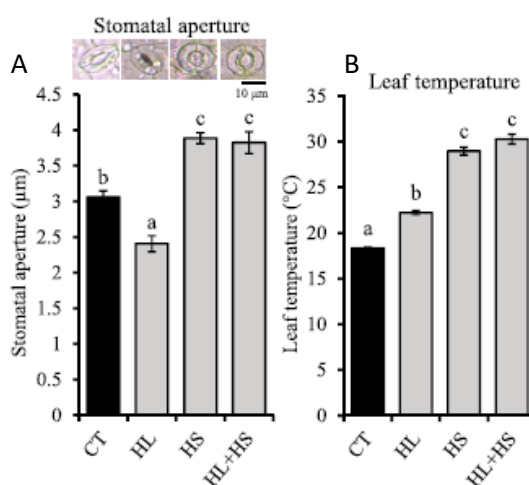 Stomatal aperture
A
10 µm
Stomatal aperture (µm)
4.5
4
3.5
3
2.5
2
1.5
1
0.5
0
b
a
c
c
CT
HL
HS
HL+HS
B
Leaf temperature
Leaf temperature (°C)
35
30
25
20
15
10
5
0
a
b
c
c
CT
HL
HS
HL+HS